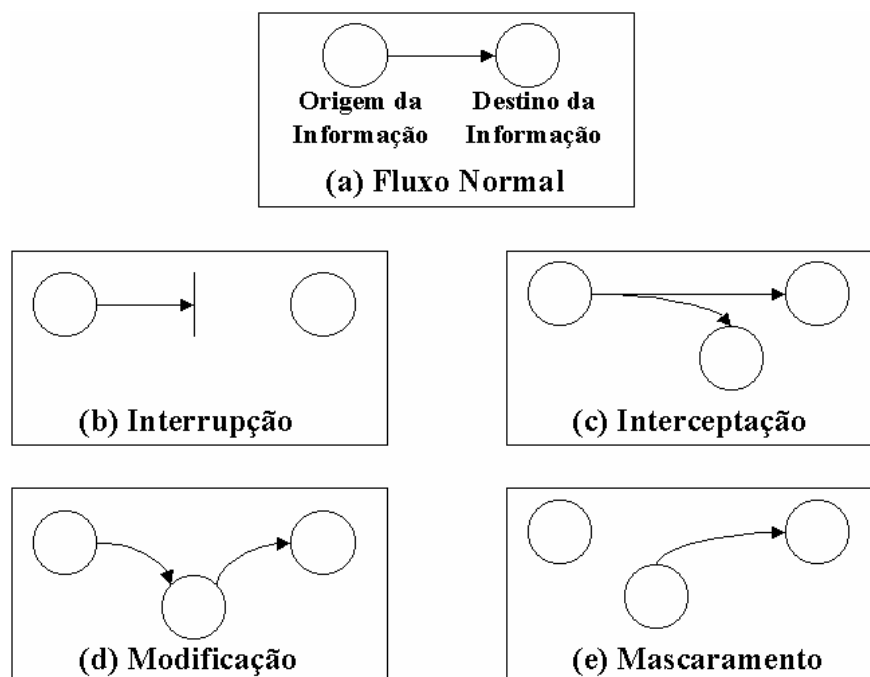 Origem da
Informação
Destino da
Informação
(a) Fluxo Normal
(b) Interrupção
(c) Interceptação
(d) Modificação
(e) Mascaramento